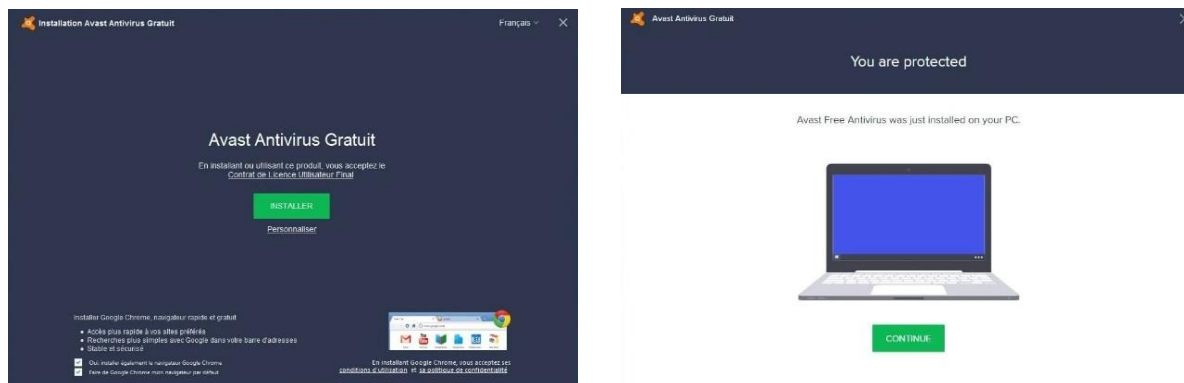 Installation Avast Antivirus Gratuit
Français
Avast Antivirus Gratuit
En installant ou utilisant ce produit, vous acceptez le
Contrat de Licence Utilisateur Final
INSTALLER
Personnaliser
Installer Google Chrome, navigateur rapide et gratuit
Accès plus rapide à vos sites préférés
Recherches plus simples avec Google dans votre barre d'adresses
Stable et sécurisé
Oui, installer également le navigateur Google Chrome
Faire de Google Chrome mon navigateur par défaut
En installant Google Chrome, vous acceptez ses
conditions d'utilisation et sa politique de confidentialité
Avast Antivirus Gratuit
You are protected
Avast Free Antivirus was just installed on your PC.
CONTINUE